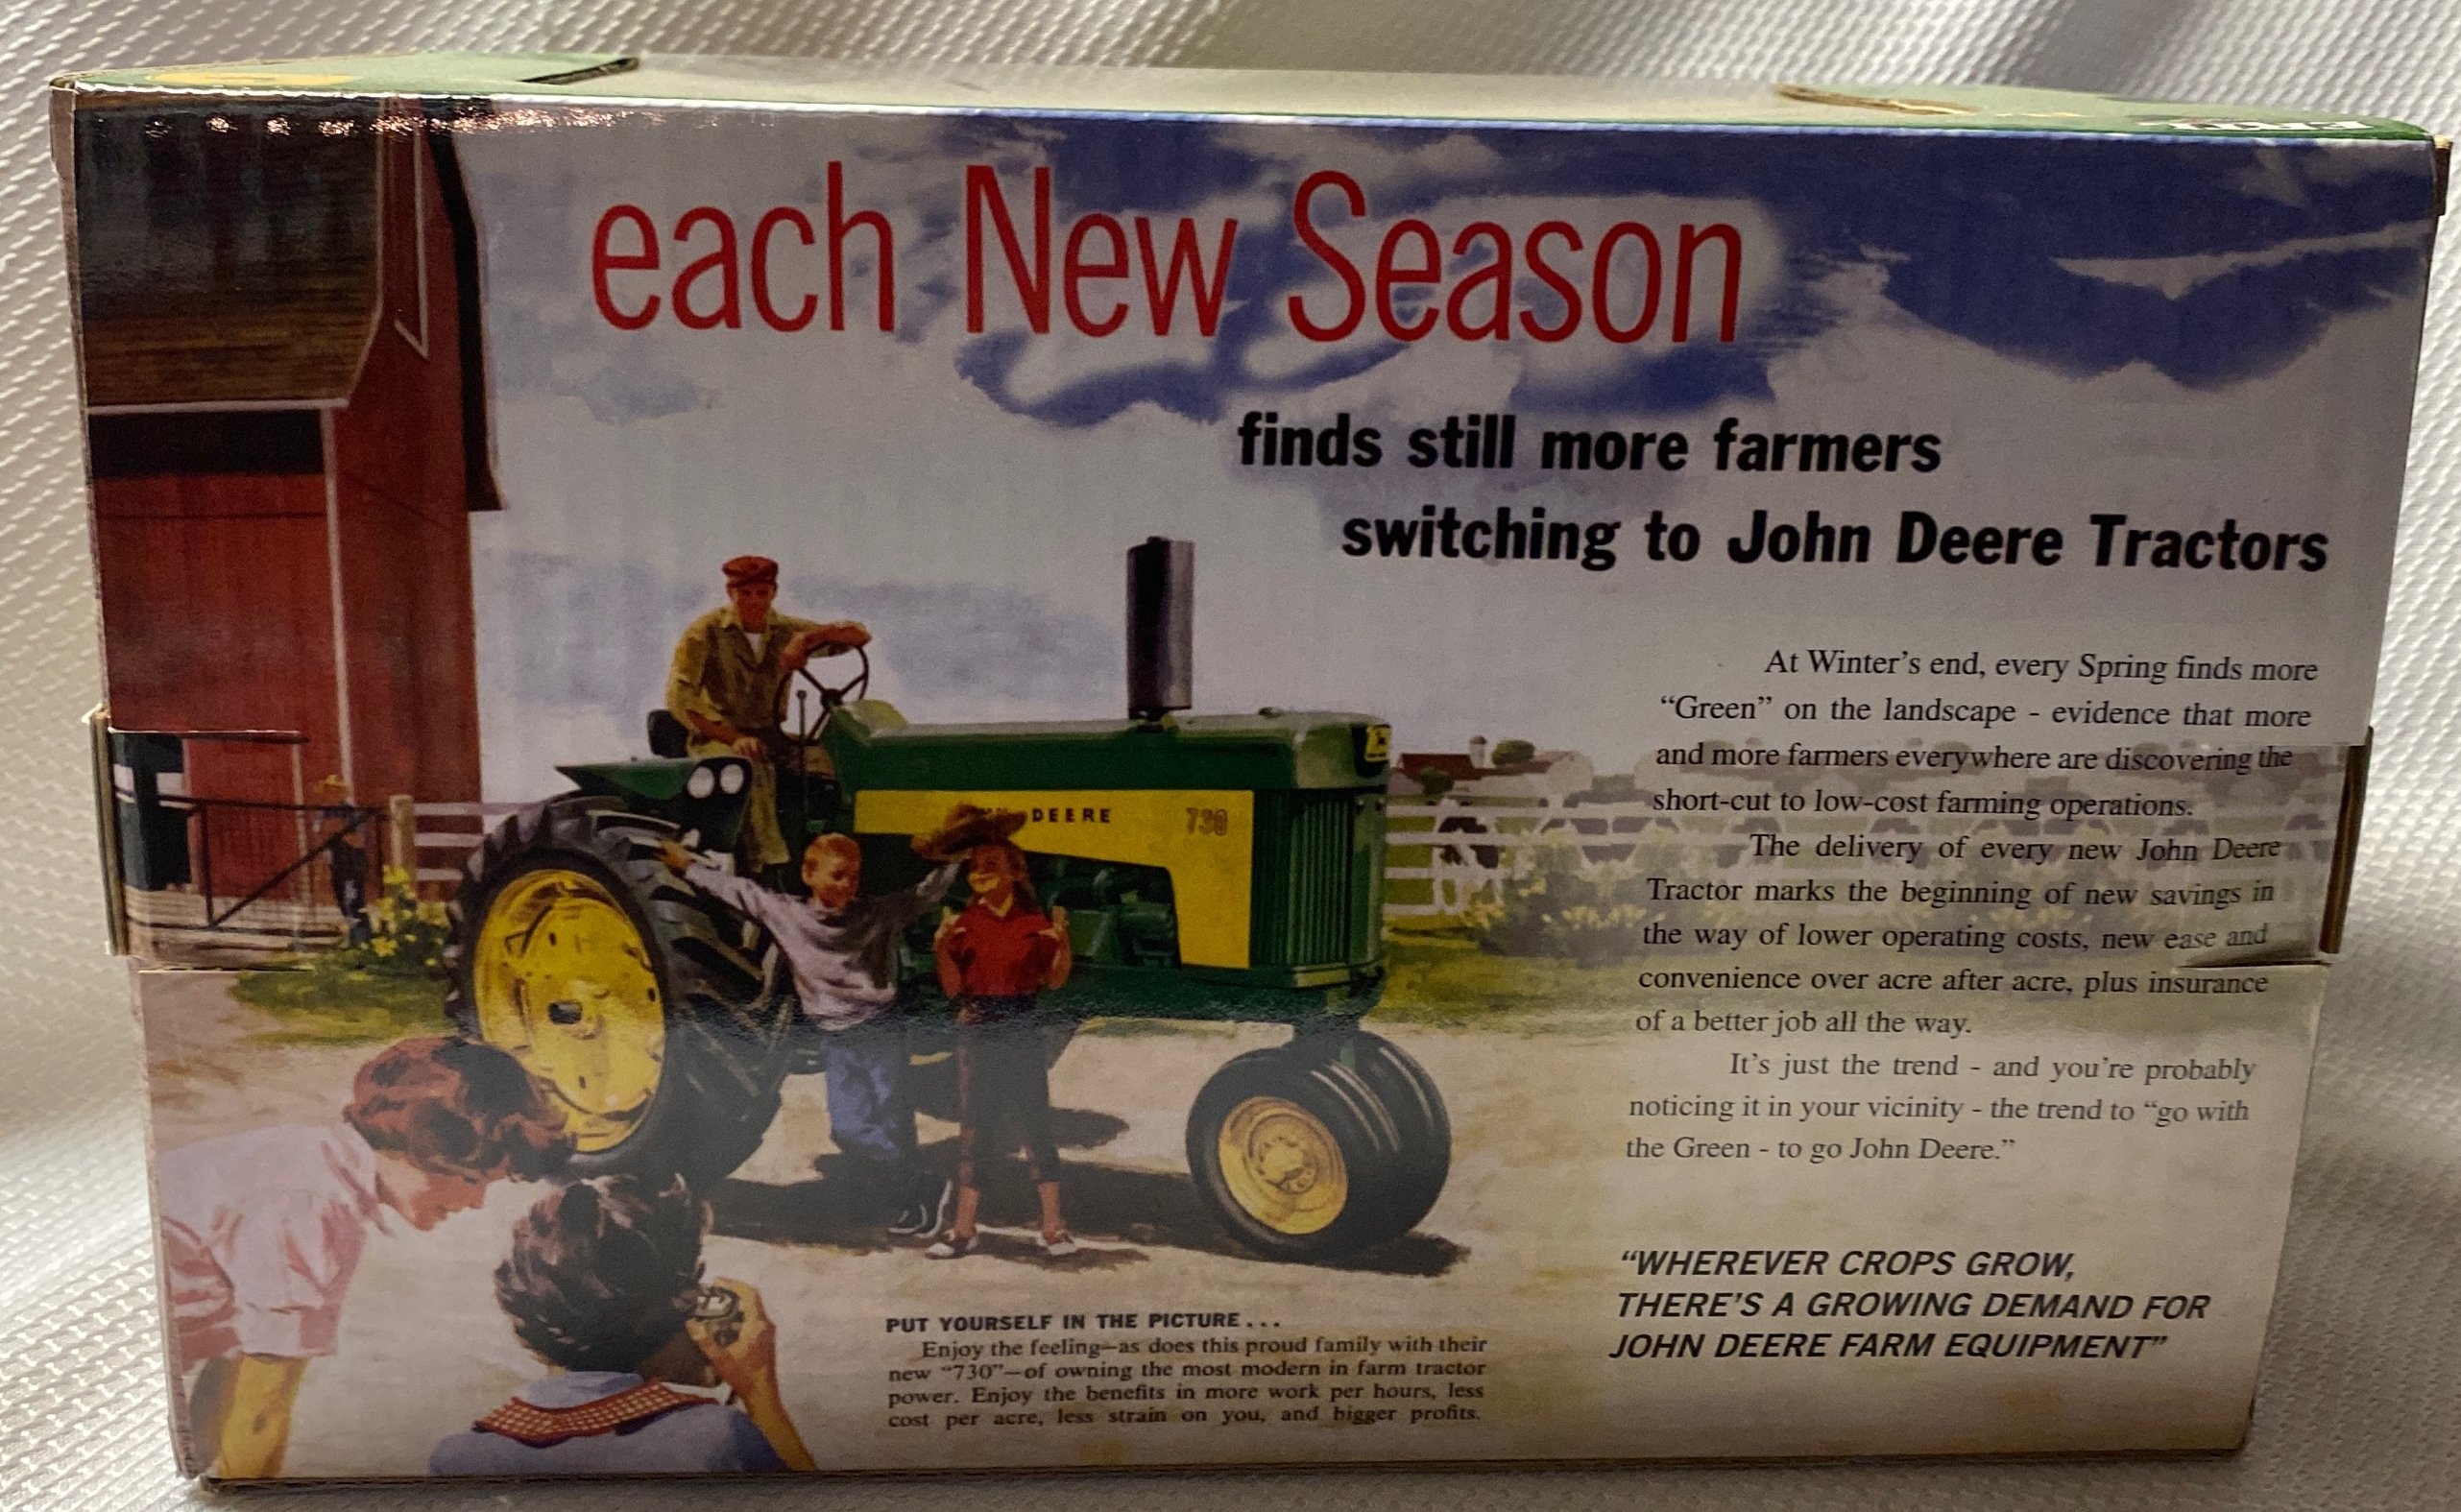 each New Season
finds still more farmers
switching to John Deere Tractors
At Winter's end, every Spring finds more
“Green” on the landscape - evidence that more
and more farmers everywhere are discovering the
short-cut to low-cost farming operations.
The delivery of every new John Deere
Tractor marks the beginning of new savings in
the way of lower operating costs, new ease and
convenience over acre after acre, plus insurance
of a better job all the way.
It's just the trend - and you're probably
noticing it in your vicinity - the trend to “go with
the Green - to go John Deere.”
DEERE 730
“WHEREVER CROPS GROW,
THERE'S A GROWING DEMAND FOR
JOHN DEERE FARM EQUIPMENT”
PUT YOURSELF IN THE PICTURE...
Enjoy the feeling—as does this proud family with their
new “730”—of owning the most modern in farm tractor
power. Enjoy the benefits in more work per hours, less
cost per acre, less strain on you, and bigger profits.